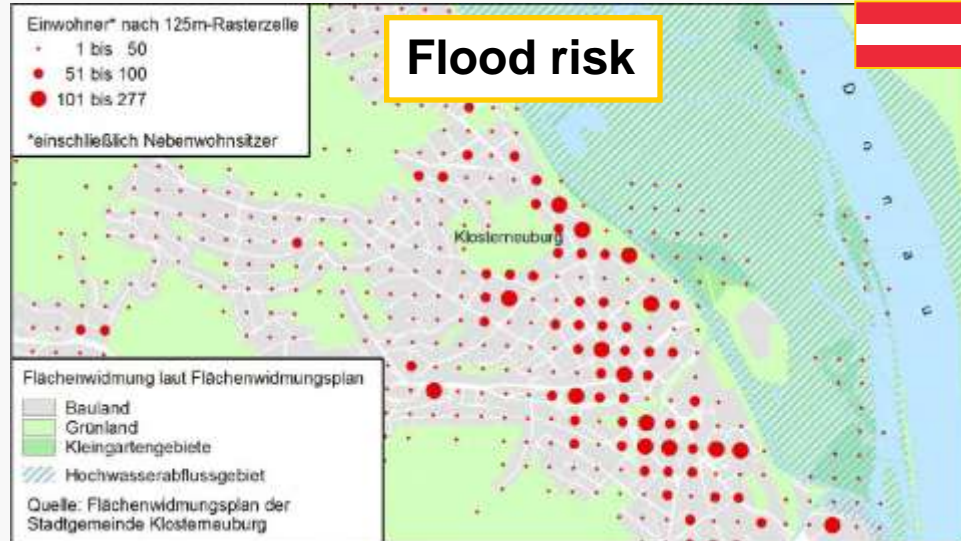 Einwohner* nach 125m-Rasterzelle
1 bis 50
51 bis 100
101 bis 277
*einschließlich Nebenwohnsitzer
Flood risk
Donau
Klosterneuburg
Flächenwidmung laut Flächenwidmungsplan
Bauland
Grünland
Kleingartengebiete
Hochwasserabflussgebiet
Quelle: Flächenwidmungsplan der
Stadtgemeinde Klosterneuburg